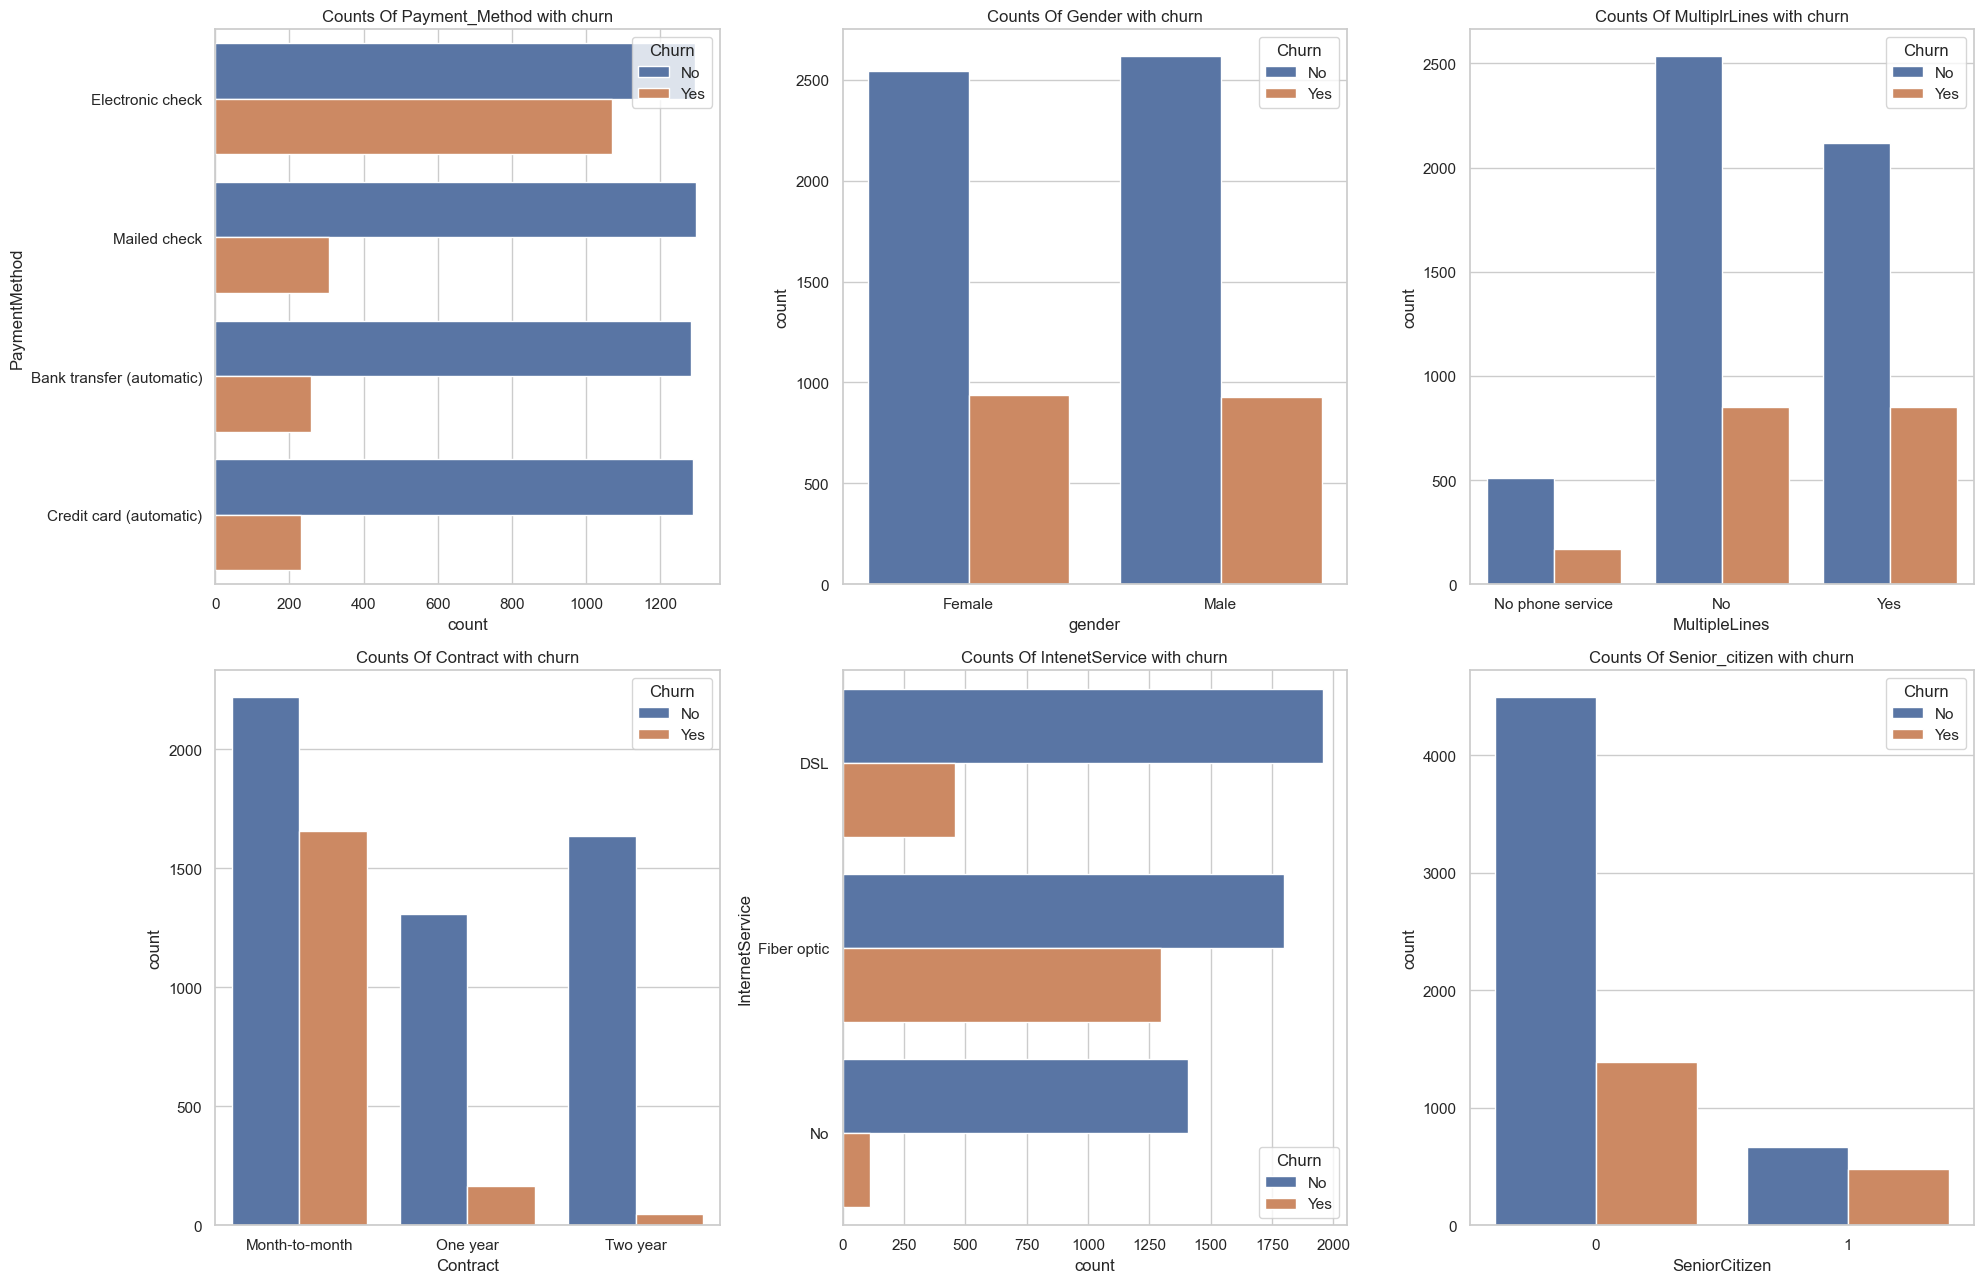 Counts Of Payment_Method with churn
Churn
No
Yes
PaymentMethod
Electronic check
Mailed check
Bank transfer (automatic)
Credit card (automatic)
0 200 400 600 800 1000 1200
count
Counts Of Gender with churn
Churn
No
Yes
count
2500
2000
1500
1000
500
0
Female Male
gender
Counts Of MultiplrLines with churn
Churn
No
Yes
count
2500
2000
1500
1000
500
0
No phone service No Yes
MultipleLines
Counts Of Contract with churn
Churn
No
Yes
count
2000
1500
1000
500
0
Month-to-month One year Two year
Contract
Counts Of IntenetService with churn
InternetService
DSL
Fiber optic
No
Churn
No
Yes
0 250 500 750 1000 1250 1500 1750 2000
count
Counts Of Senior_citizen with churn
Churn
No
Yes
count
4000
3000
2000
1000
0
0 1
SeniorCitizen